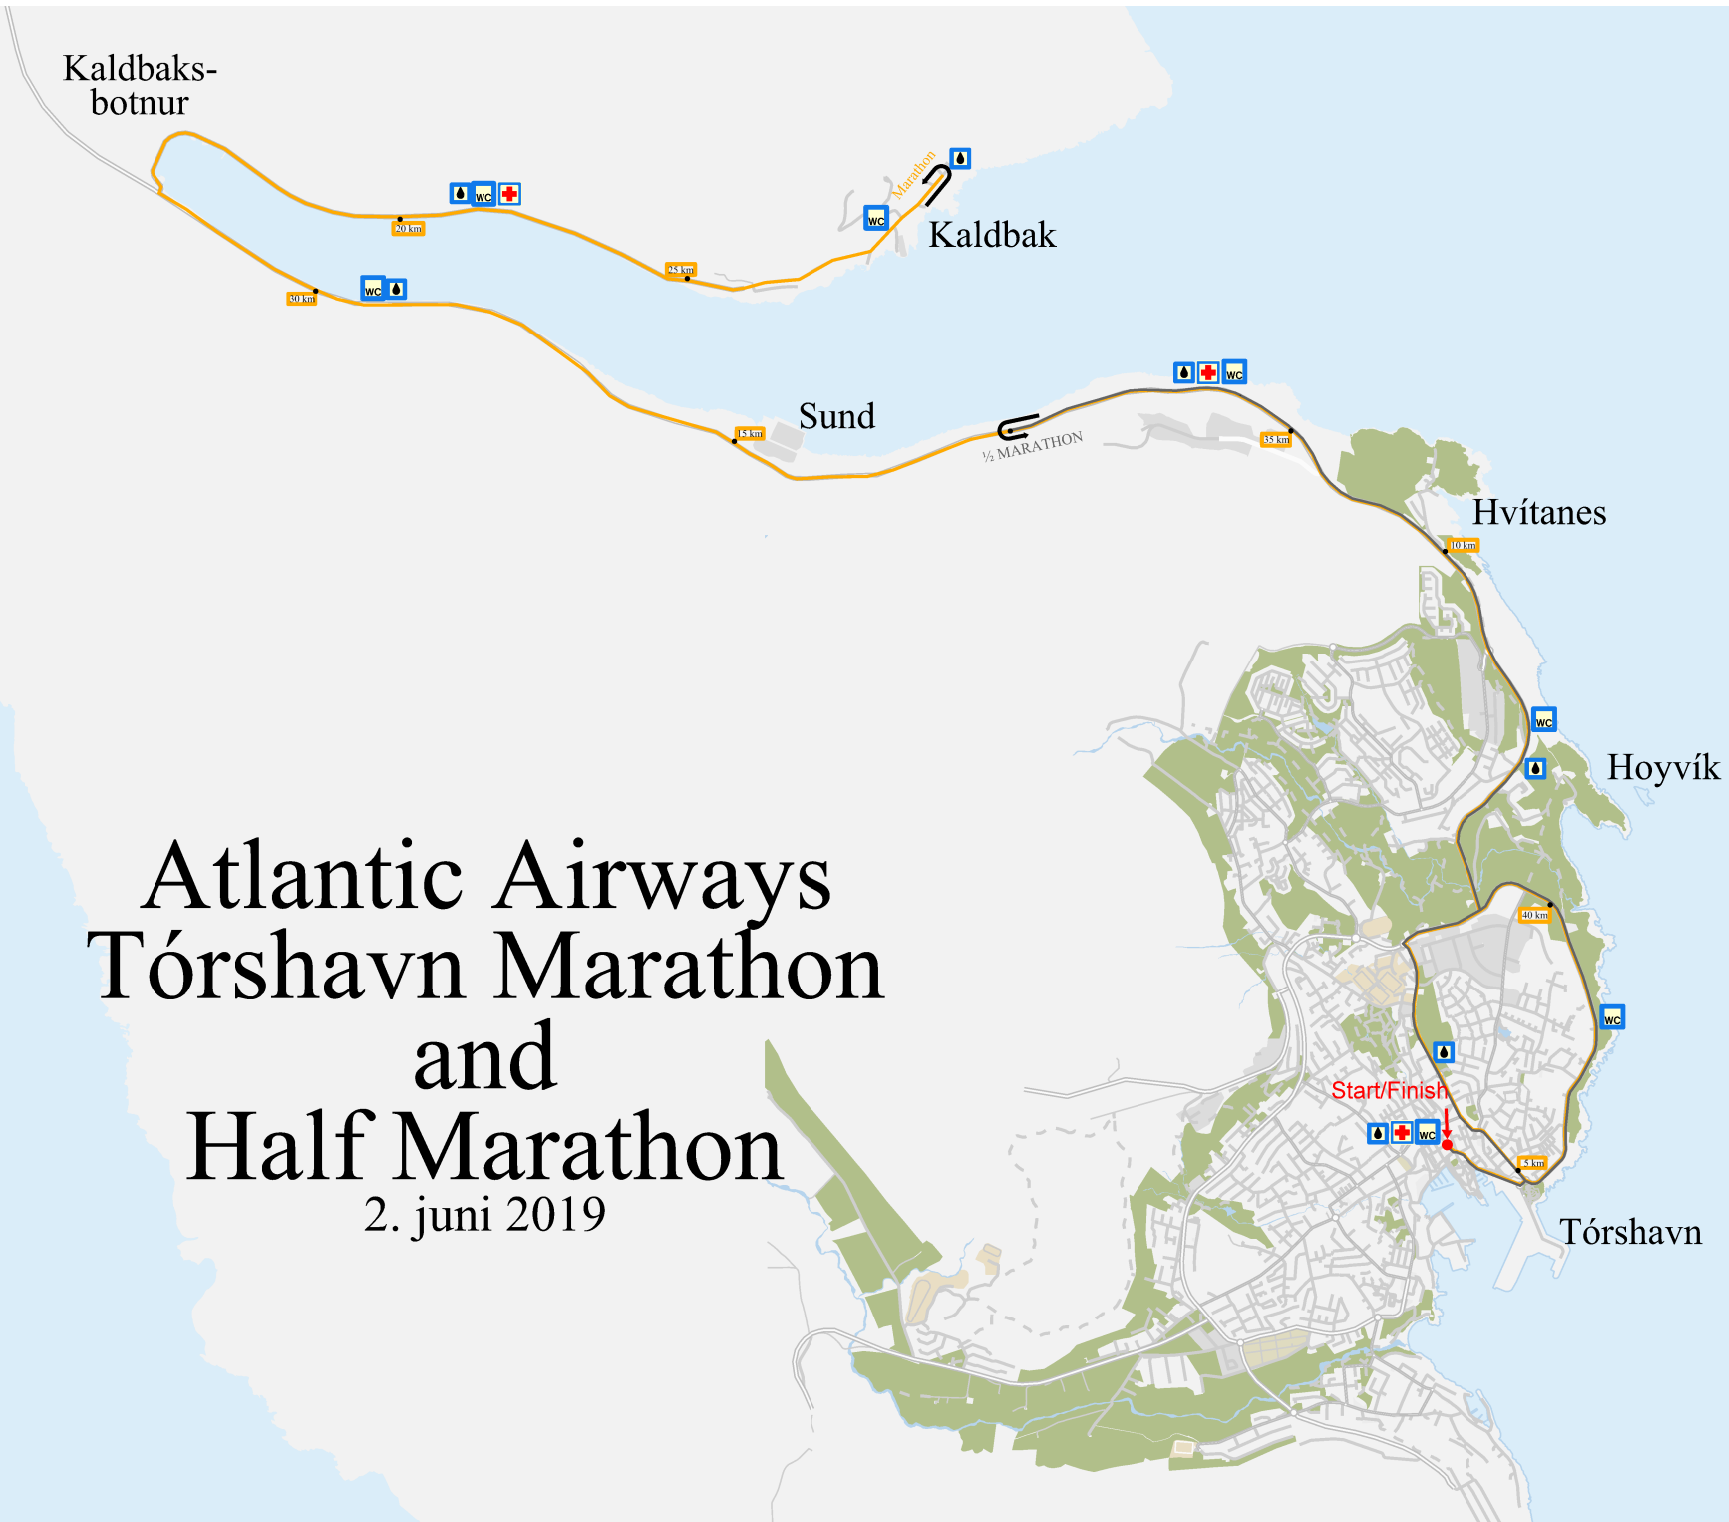 Kaldbaks-
botnur
Marathon
Kaldbak
WC
WC
20 km
25 km
WC
30 km
Sund
15 km
½ MARATHON
WC
35 km
Hvítanes
10 km
WC
Hoyvík
Atlantic Airways
Tórshavn Marathon
and
Half Marathon
2. juni 2019
40 km
WC
Start/Finish
WC
5 km
Tórshavn